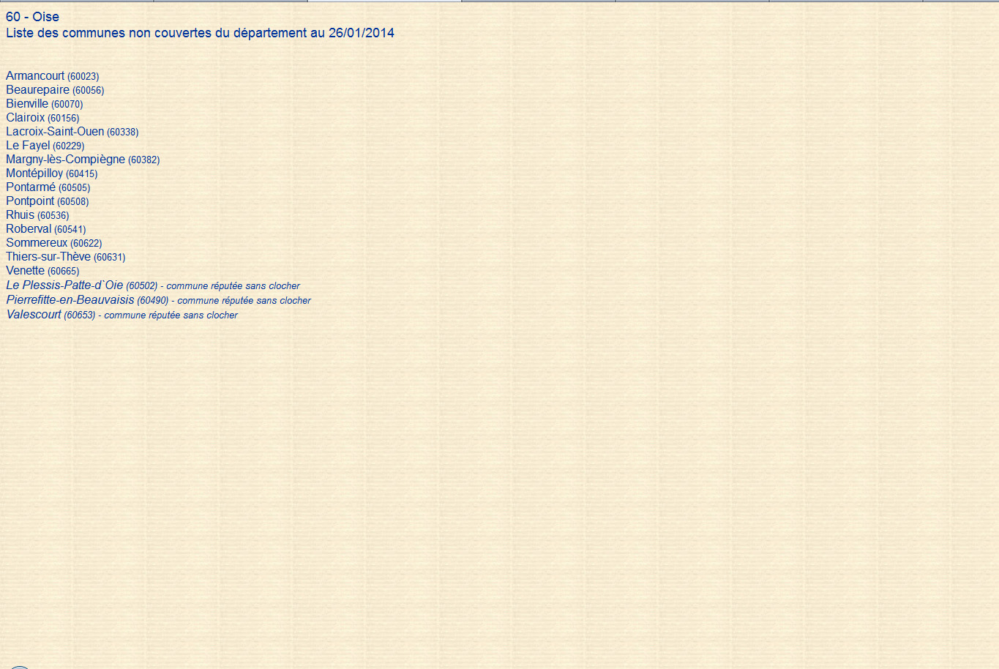 60 - Oise
Liste des communes non couvertes du département au 26/01/2014
Armancourt (60023)
Beaurepaire (60056)
Bienville (60070)
Clairoix (60156)
Lacroix-Saint-Ouen (60338)
Le Fayel (60229)
Margny-lès-Compiègne (60382)
Montépilloy (60415)
Pontarmé (60505)
Pontpoint (60508)
Rhuis (60536)
Roberval (60541)
Sommereux (60622)
Thiers-sur-Thève (60631)
Venette (60665)
Le Plessis-Patte-d`Oie (60502) - commune réputée sans clocher
Pierrefitte-en-Beauvaisis (60490) - commune réputée sans clocher
Valescourt (60653) - commune réputée sans clocher